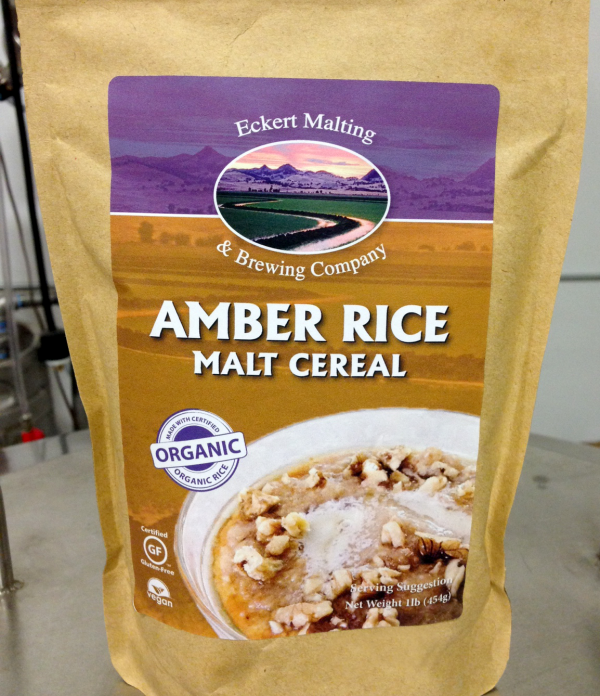 Eckert Malting
& Brewing Company
AMBER RICE
MALT CEREAL
MADE WITH CERTIFIED
ORGANIC
ORGANIC RICE
Certified
GF
Gluten-Free
vegan
Serving Suggestion
Net Weight 1lb (454g)